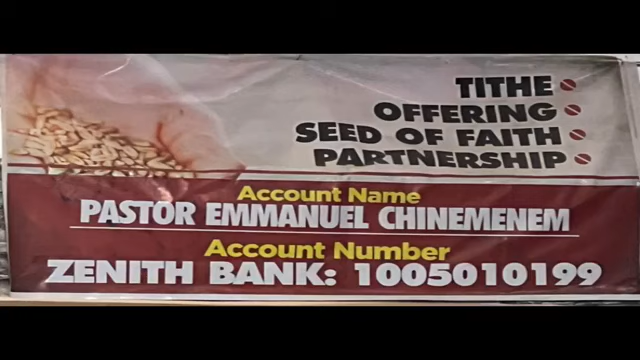 TITHE
OFFERING
SEED OF FAITH
PARTNERSHIP
Account Name
PASTOR EMMANUEL CHINEMENEM
Account Number
ZENITH BANK: 1005010199